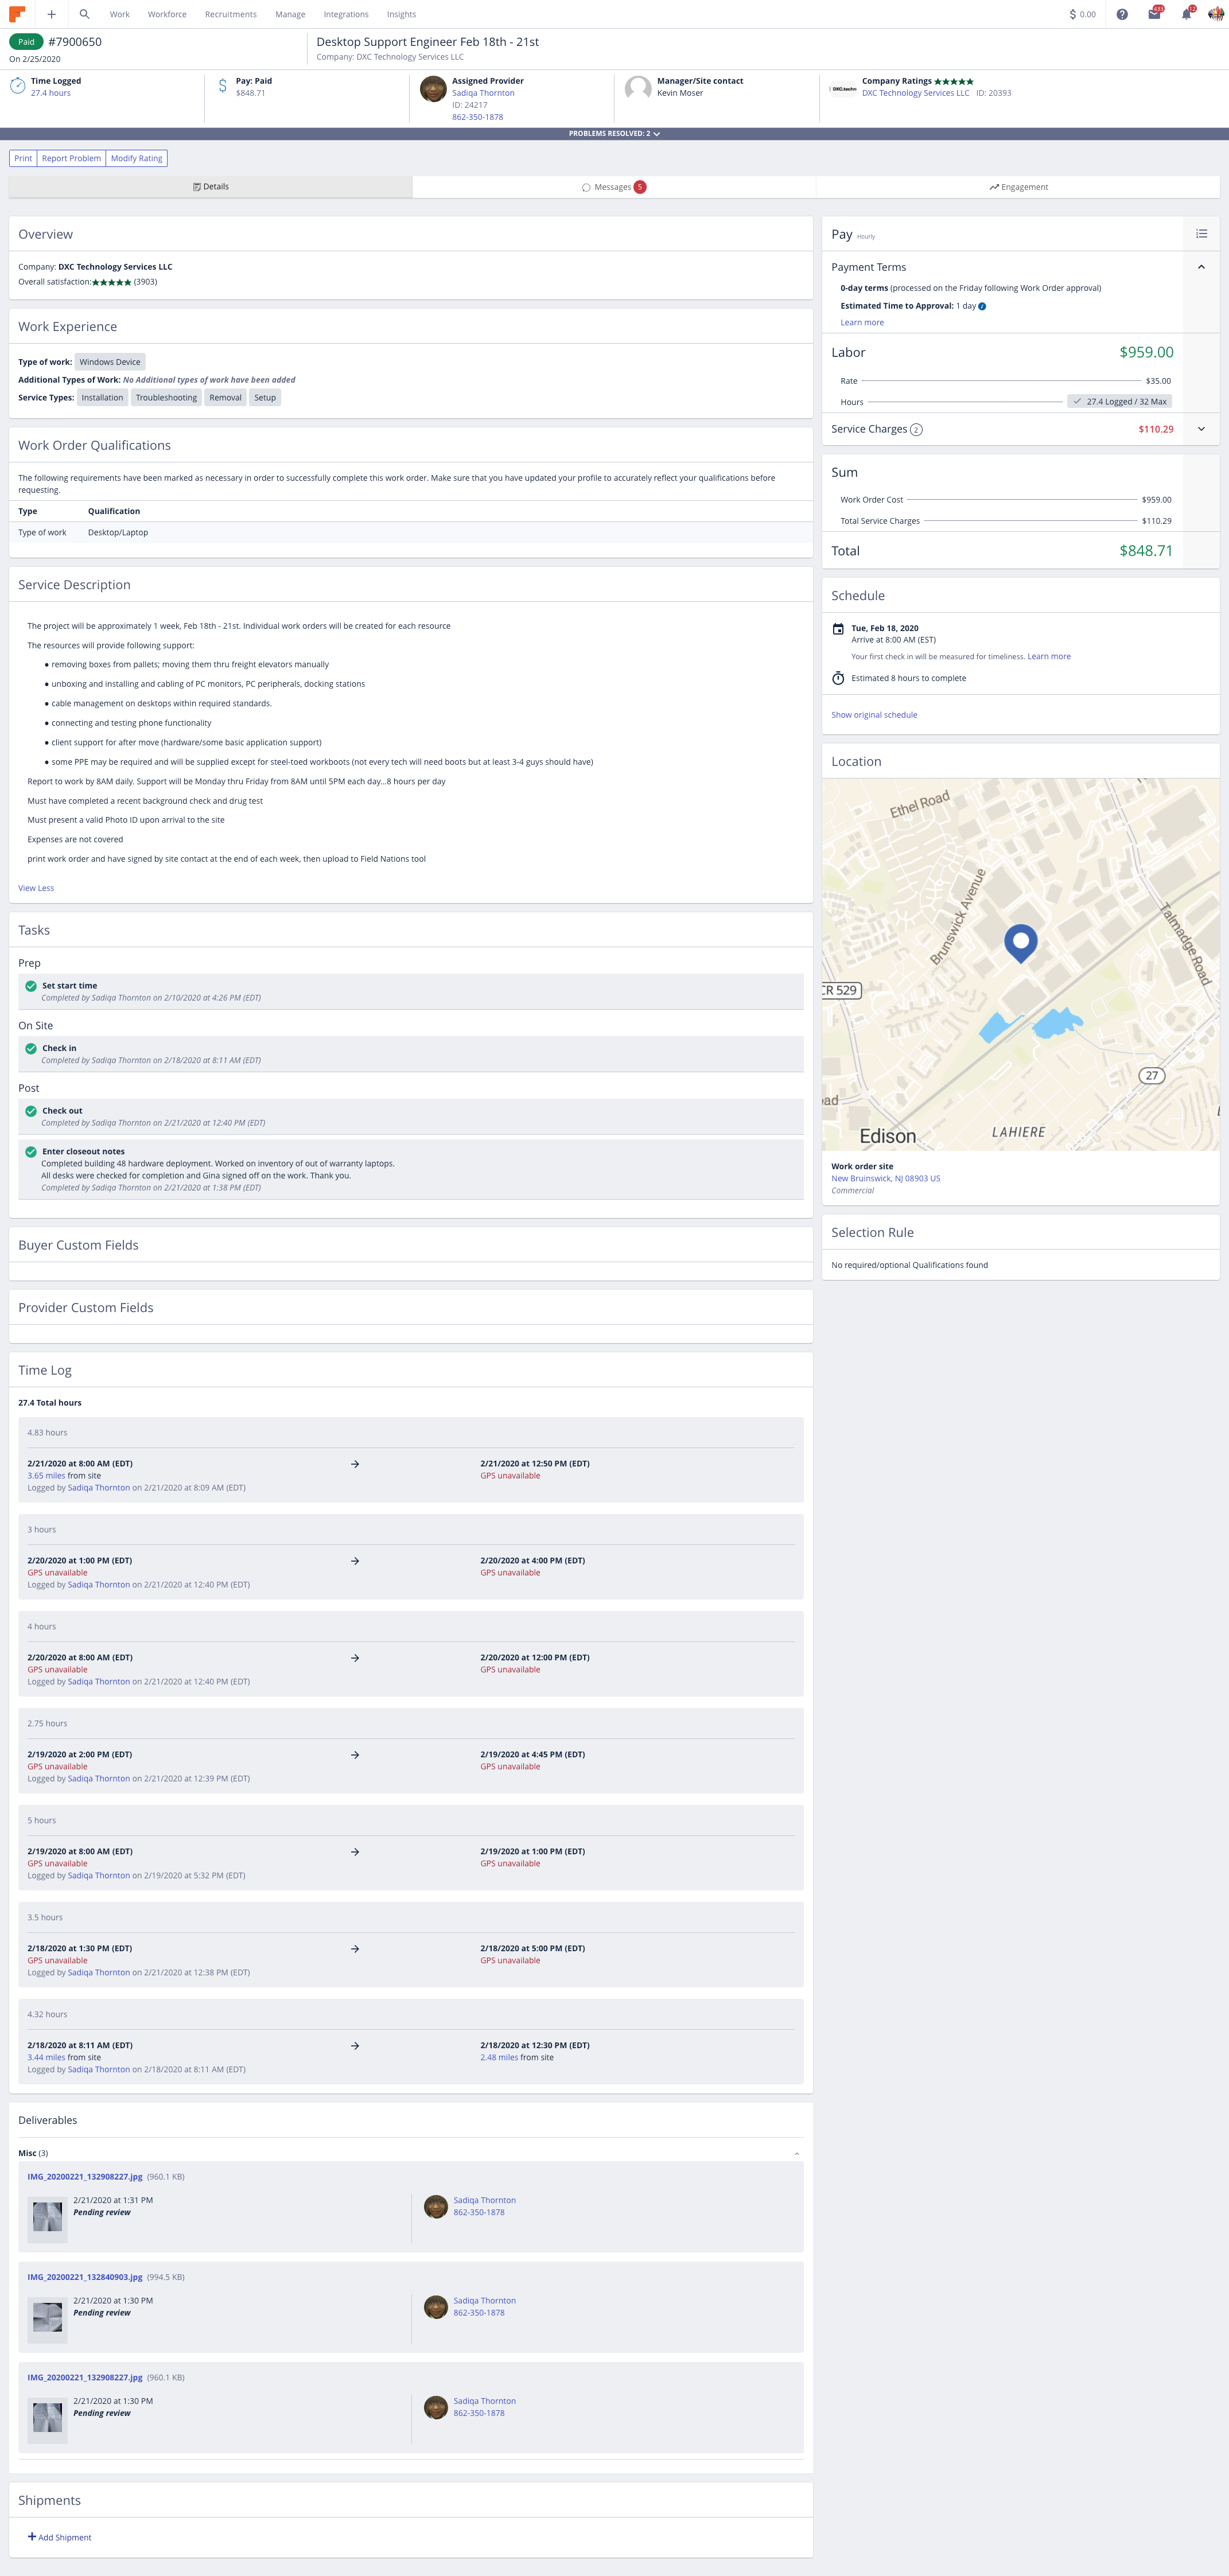 Work Workforce Recruitments Manage Integrations Insights $ 0.00 433 12
Paid #7900650
On 2/25/2020
Desktop Support Engineer Feb 18th - 21st
Company: DXC Technology Services LLC
Time Logged
27.4 hours
Pay: Paid
$848.71
Assigned Provider
Sadiqa Thornton
ID: 24217
862-350-1878
Manager/Site contact
Kevin Moser
Company Ratings
DXC Technology Services LLC ID: 20393
PROBLEMS RESOLVED: 2
Print Report Problem Modify Rating
Details Messages 5 Engagement
Overview
Company: DXC Technology Services LLC
Overall satisfaction: (3903)
Work Experience
Type of work: Windows Device
Additional Types of Work: No Additional types of work have been added
Service Types: Installation Troubleshooting Removal Setup
Work Order Qualifications
The following requirements have been marked as necessary in order to successfully complete this work order. Make sure that you have updated your profile to accurately reflect your qualifications before
requesting.
Type Qualification
Type of work Desktop/Laptop
Service Description
The project will be approximately 1 week, Feb 18th - 21st. Individual work orders will be created for each resource
The resources will provide following support:
● removing boxes from pallets; moving them thru freight elevators manually
● unboxing and installing and cabling of PC monitors, PC peripherals, docking stations
● cable management on desktops within required standards.
● connecting and testing phone functionality
● client support for after move (hardware/some basic application support)
● some PPE may be required and will be supplied except for steel-toed workboots (not every tech will need boots but at least 3-4 guys should have)
Report to work by 8AM daily. Support will be Monday thru Friday from 8AM until 5PM each day...8 hours per day
Must have completed a recent background check and drug test
Must present a valid Photo ID upon arrival to the site
Expenses are not covered
print work order and have signed by site contact at the end of each week, then upload to Field Nations tool
View Less
Tasks
Prep
Set start time
Completed by Sadiqa Thornton on 2/10/2020 at 4:26 PM (EDT)
On Site
Check in
Completed by Sadiqa Thornton on 2/18/2020 at 8:11 AM (EDT)
Post
Check out
Completed by Sadiqa Thornton on 2/21/2020 at 12:40 PM (EDT)
Enter closeout notes
Completed building 48 hardware deployment. Worked on inventory of out of warranty laptops.
All desks were checked for completion and Gina signed off on the work. Thank you.
Completed by Sadiqa Thornton on 2/21/2020 at 1:38 PM (EDT)
Buyer Custom Fields
Provider Custom Fields
Time Log
27.4 Total hours
4.83 hours
2/21/2020 at 8:00 AM (EDT) → 2/21/2020 at 12:50 PM (EDT)
3.65 miles from site GPS unavailable
Logged by Sadiqa Thornton on 2/21/2020 at 8:09 AM (EDT)
3 hours
2/20/2020 at 1:00 PM (EDT) → 2/20/2020 at 4:00 PM (EDT)
GPS unavailable GPS unavailable
Logged by Sadiqa Thornton on 2/21/2020 at 12:40 PM (EDT)
4 hours
2/20/2020 at 8:00 AM (EDT) → 2/20/2020 at 12:00 PM (EDT)
GPS unavailable GPS unavailable
Logged by Sadiqa Thornton on 2/21/2020 at 12:40 PM (EDT)
2.75 hours
2/19/2020 at 2:00 PM (EDT) → 2/19/2020 at 4:45 PM (EDT)
GPS unavailable GPS unavailable
Logged by Sadiqa Thornton on 2/21/2020 at 12:39 PM (EDT)
5 hours
2/19/2020 at 8:00 AM (EDT) → 2/19/2020 at 1:00 PM (EDT)
GPS unavailable GPS unavailable
Logged by Sadiqa Thornton on 2/19/2020 at 5:32 PM (EDT)
3.5 hours
2/18/2020 at 1:30 PM (EDT) → 2/18/2020 at 5:00 PM (EDT)
GPS unavailable GPS unavailable
Logged by Sadiqa Thornton on 2/21/2020 at 12:38 PM (EDT)
4.32 hours
2/18/2020 at 8:11 AM (EDT) → 2/18/2020 at 12:30 PM (EDT)
3.44 miles from site 2.48 miles from site
Logged by Sadiqa Thornton on 2/18/2020 at 8:11 AM (EDT)
Deliverables
Misc (3)
IMG_20200221_132908227.jpg (960.1 KB)
2/21/2020 at 1:31 PM Sadiqa Thornton
Pending review 862-350-1878
IMG_20200221_132840903.jpg (994.5 KB)
2/21/2020 at 1:30 PM Sadiqa Thornton
Pending review 862-350-1878
IMG_20200221_132908227.jpg (960.1 KB)
2/21/2020 at 1:30 PM Sadiqa Thornton
Pending review 862-350-1878
Shipments
+ Add Shipment
Pay Hourly
Payment Terms
0-day terms (processed on the Friday following Work Order approval)
Estimated Time to Approval: 1 day
Learn more
Labor $959.00
Rate $35.00
Hours 27.4 Logged / 32 Max
Service Charges 2 $110.29
Sum
Work Order Cost $959.00
Total Service Charges $110.29
Total $848.71
Schedule
Tue, Feb 18, 2020
Arrive at 8:00 AM (EST)
Your first check in will be measured for timeliness. Learn more
Estimated 8 hours to complete
Show original schedule
Location
Ethel Road
Brunswick Avenue
Talmadge Road
CR 529
27
ad
Edison
LAHIERE
Work order site
New Bruinswick, NJ 08903 US
Commercial
Selection Rule
No required/optional Qualifications found